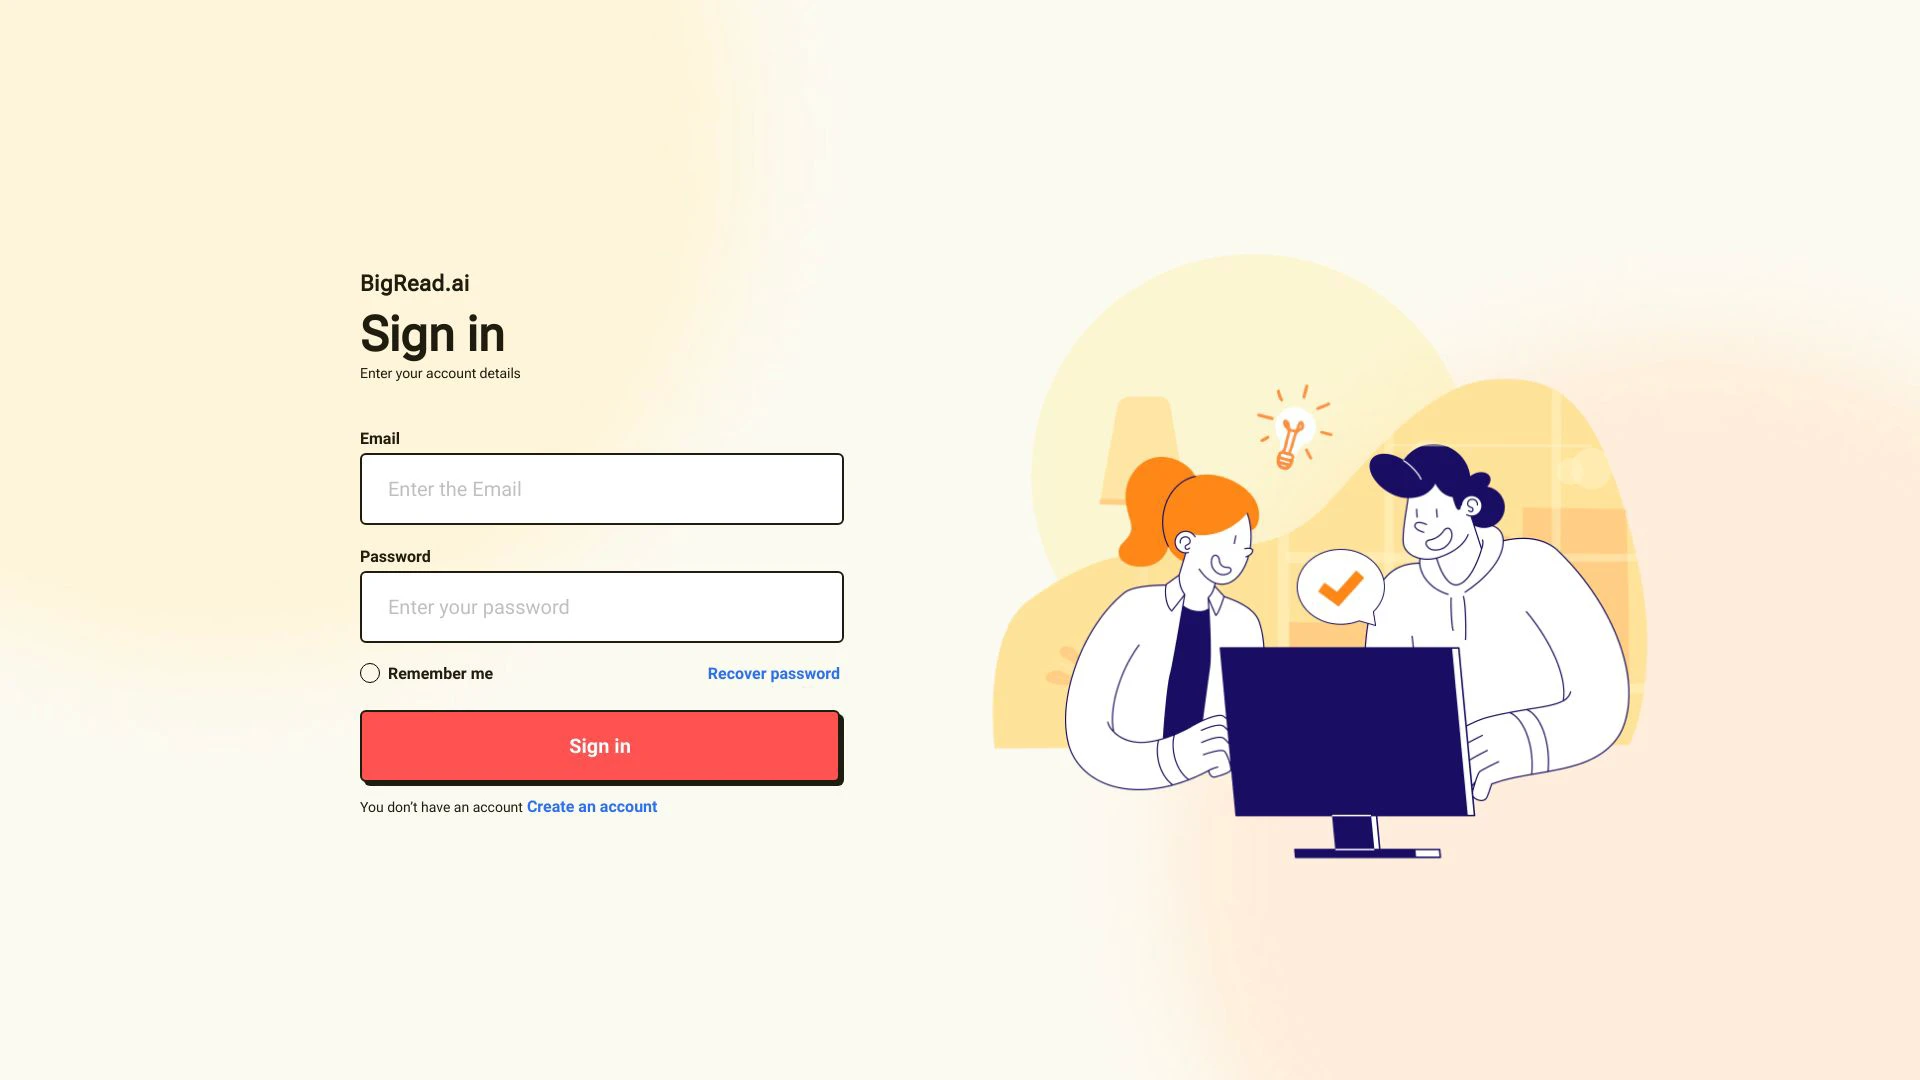 BigRead.ai
Sign in
Enter your account details
Email
Enter the Email
Password
Enter your password
Remember me
Recover password
Sign in
You don’t have an account Create an account